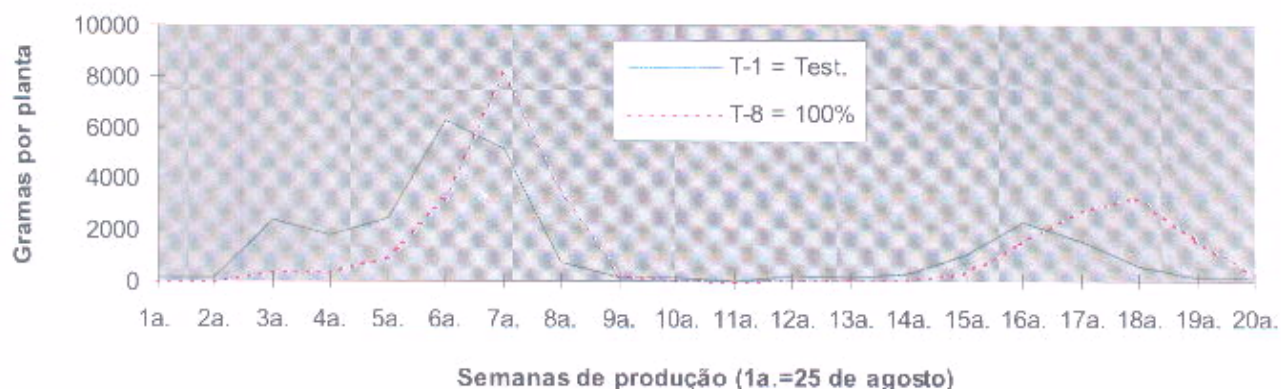 Gramas por planta
10000
8000
6000
4000
2000
0
T-1 = Test.
T-8 = 100%
1a. 2a. 3a. 4a. 5a. 6a. 7a. 8a. 9a. 10a. 11a. 12a. 13a. 14a. 15a. 16a. 17a. 18a. 19a. 20a.
Semanas de produção (1a.=25 de agosto)